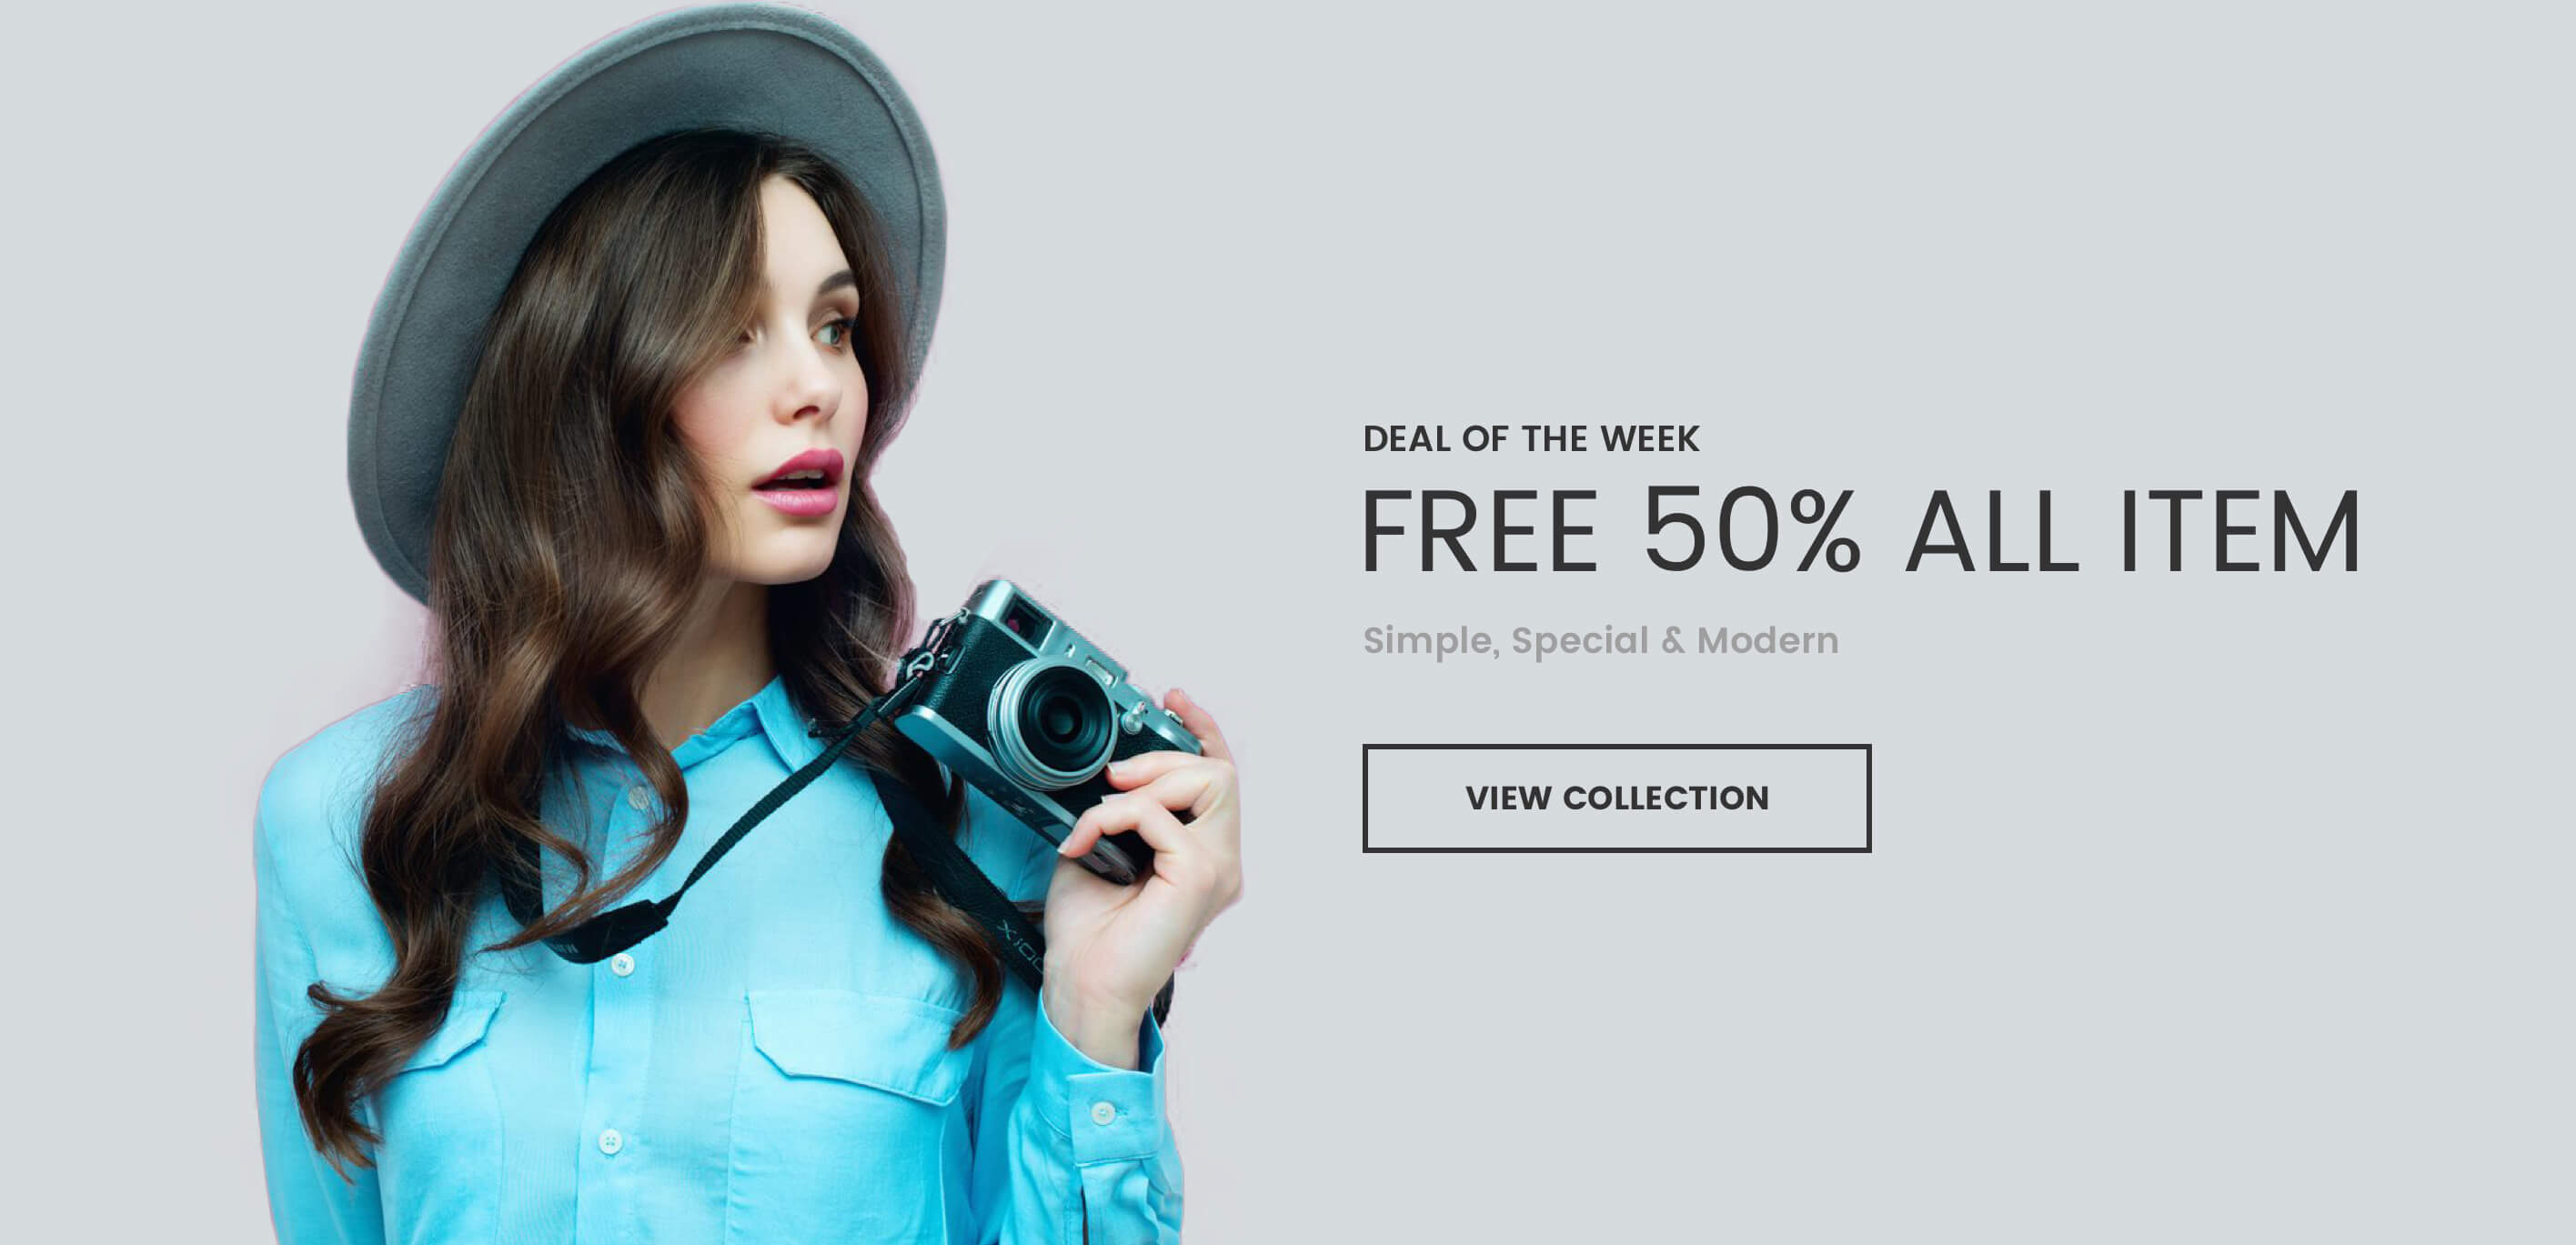 DEAL OF THE WEEK
FREE 50% ALL ITEM
Simple, Special & Modern
VIEW COLLECTION